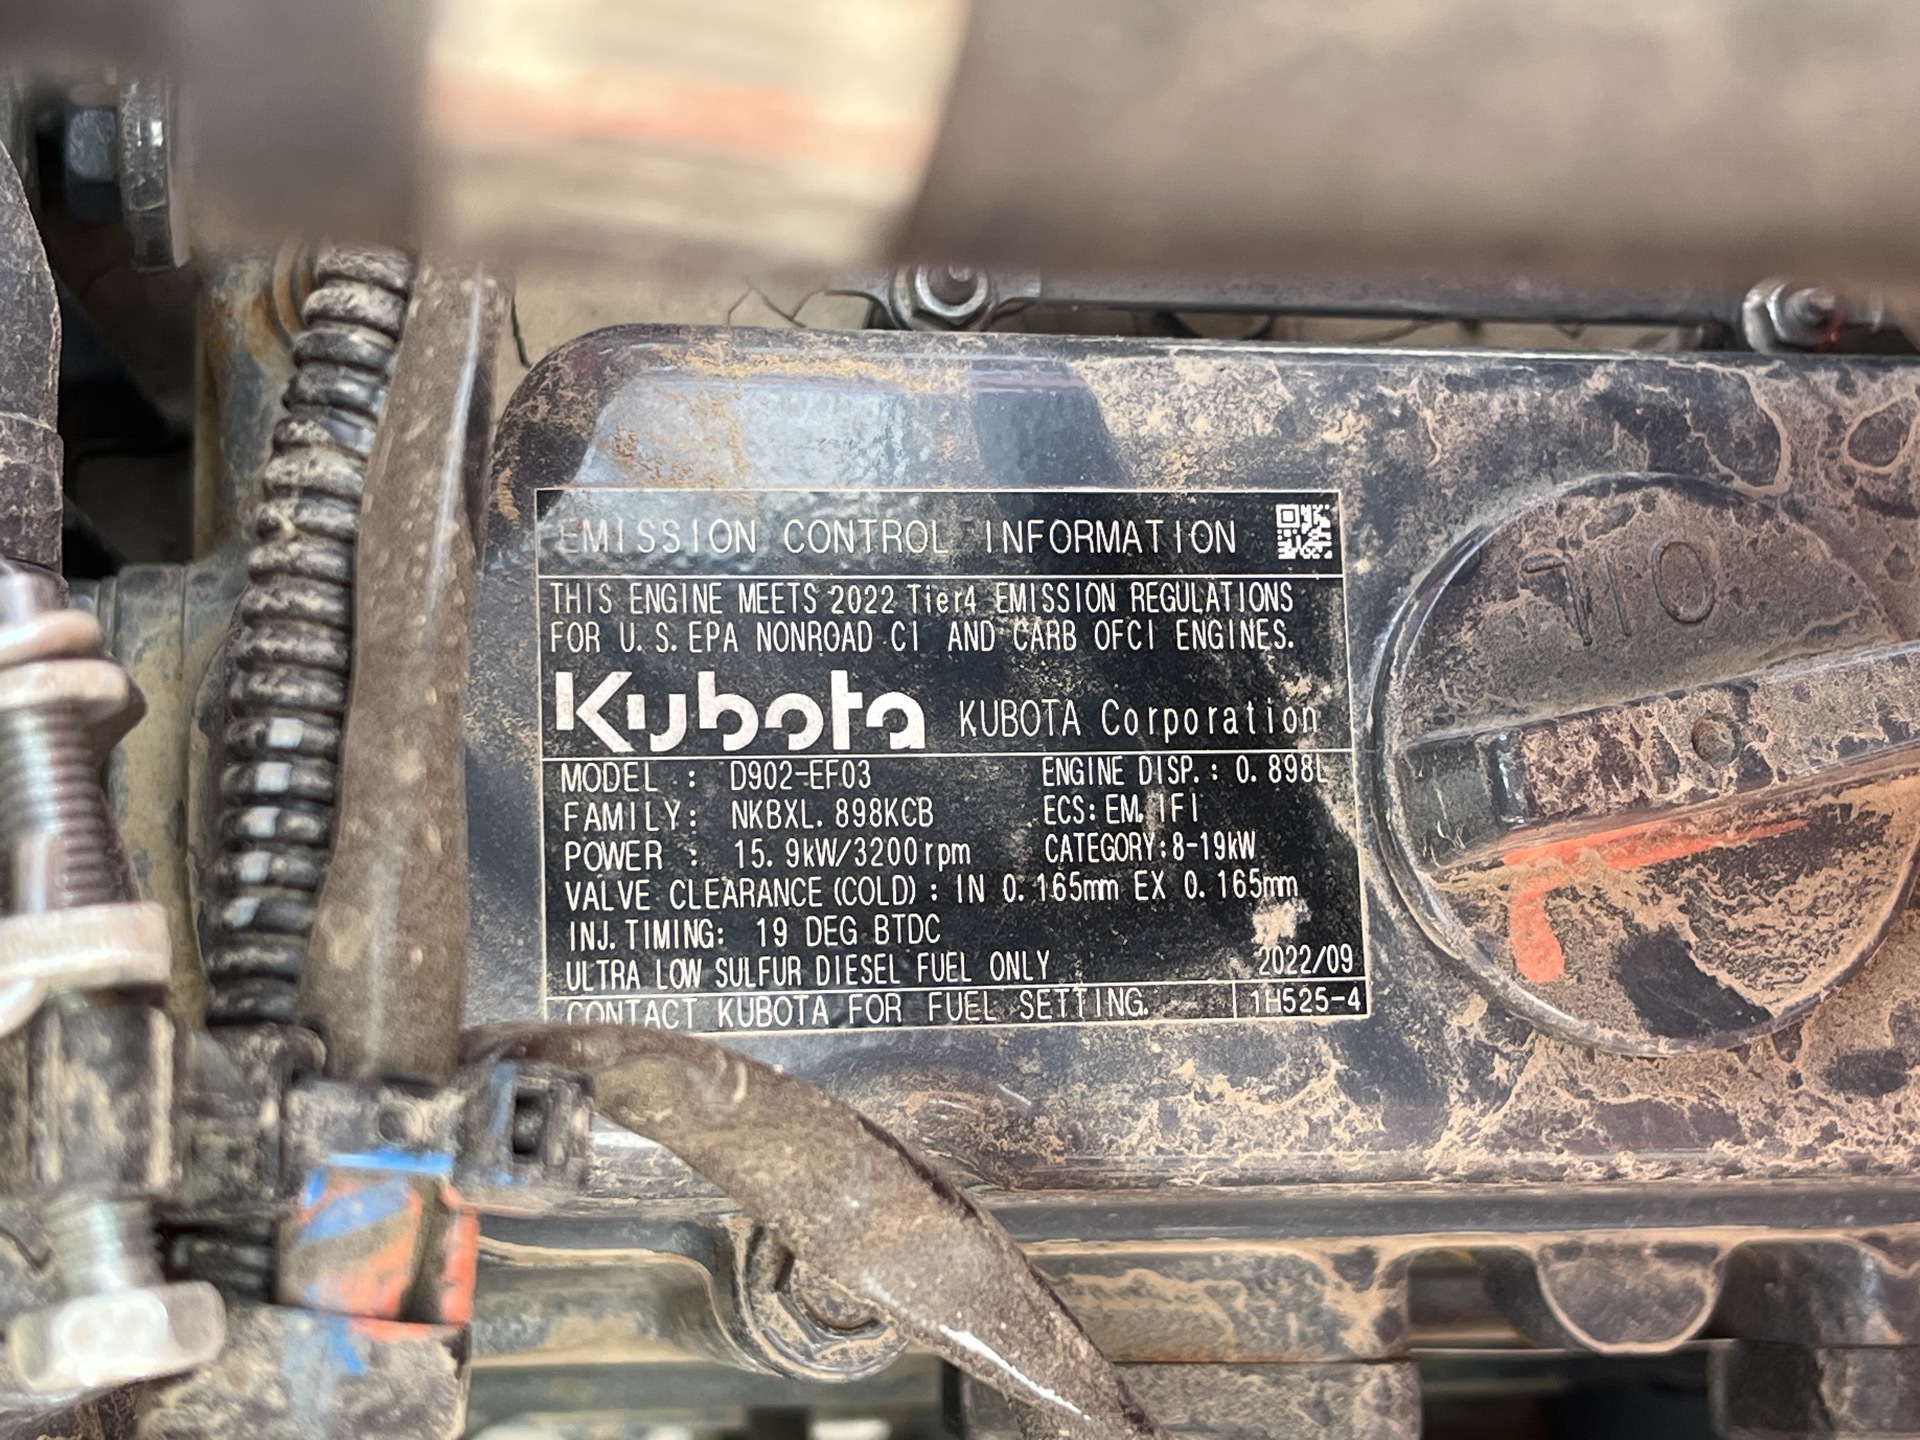 EMISSION CONTROL INFORMATION
THIS ENGINE MEETS 2022 Tier4 EMISSION REGULATIONS
FOR U.S.EPA NONROAD CI AND CARB OFCI ENGINES.
Kubota KUBOTA Corporation
MODEL : D902-EF03 ENGINE DISP.: 0.898L
FAMILY: NKBXL.898KCB ECS: EM, IFI
POWER : 15.9kW/3200rpm CATEGORY:8-19kW
VALVE CLEARANCE (COLD) : IN 0.165mm EX 0.165mm
INJ.TIMING: 19 DEG BTDC
ULTRA LOW SULFUR DIESEL FUEL ONLY 2022/09
CONTACT KUBOTA FOR FUEL SETTING. 1H525-4
OIL